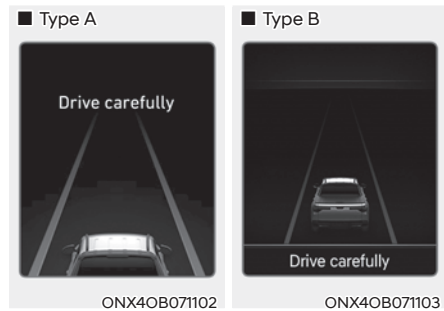 ■ Type A
Drive carefully
ONX4OB071102
■ Type B
Drive carefully
ONX4OB071103